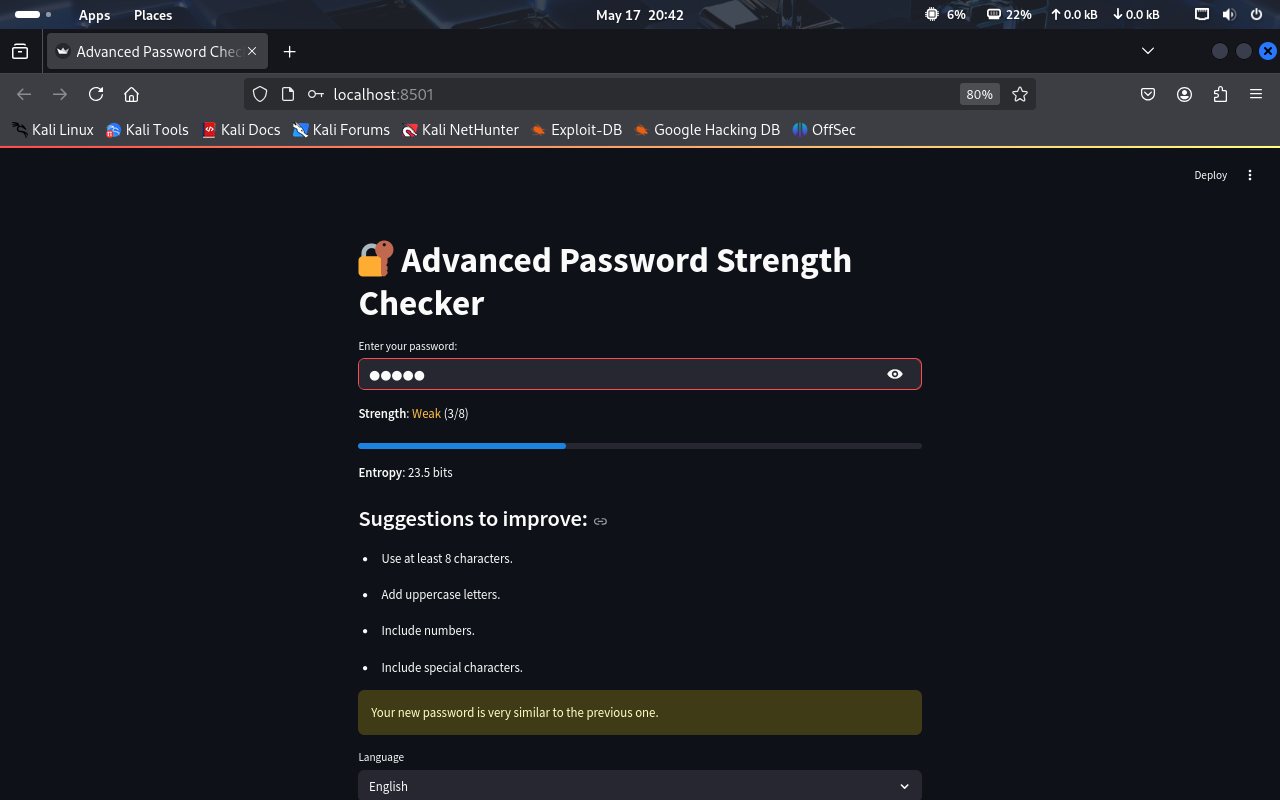 Apps Places May 17 20:42 6% 22% 0.0 kB 0.0 kB
Advanced Password Chec
localhost:8501 80%
Kali Linux Kali Tools Kali Docs Kali Forums Kali NetHunter Exploit-DB Google Hacking DB OffSec
Deploy
Advanced Password Strength
Checker
Enter your password:
●●●●●
Strength: Weak (3/8)
Entropy: 23.5 bits
Suggestions to improve:
• Use at least 8 characters.
• Add uppercase letters.
• Include numbers.
• Include special characters.
Your new password is very similar to the previous one.
Language
English